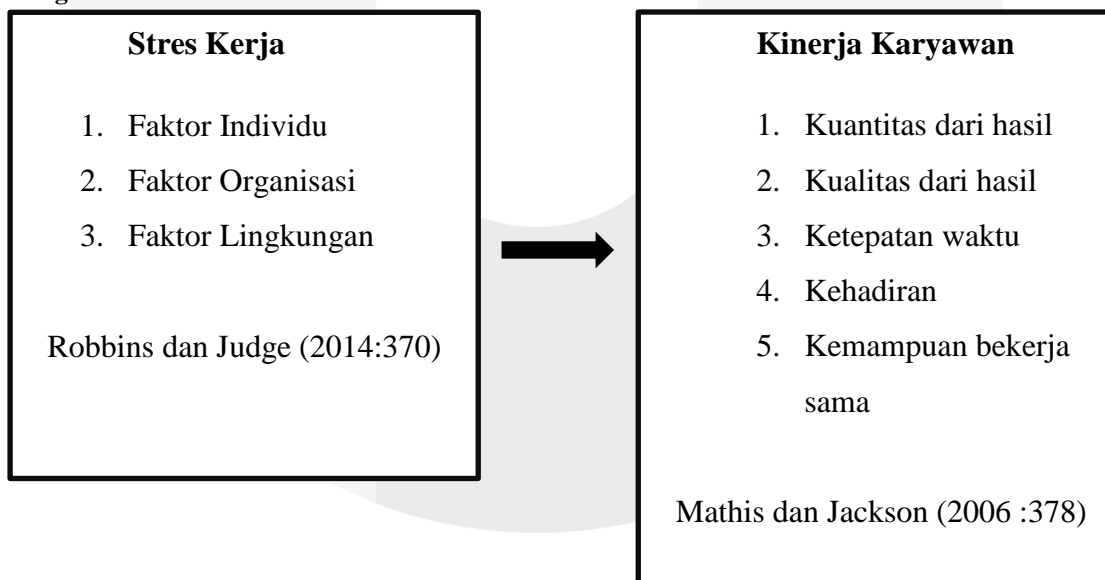 Stres Kerja
1. Faktor Individu
2. Faktor Organisasi
3. Faktor Lingkungan
Robbins dan Judge (2014:370)
Kinerja Karyawan
1. Kuantitas dari hasil
2. Kualitas dari hasil
3. Ketepatan waktu
4. Kehadiran
5. Kemampuan bekerja
sama
Mathis dan Jackson (2006 :378)